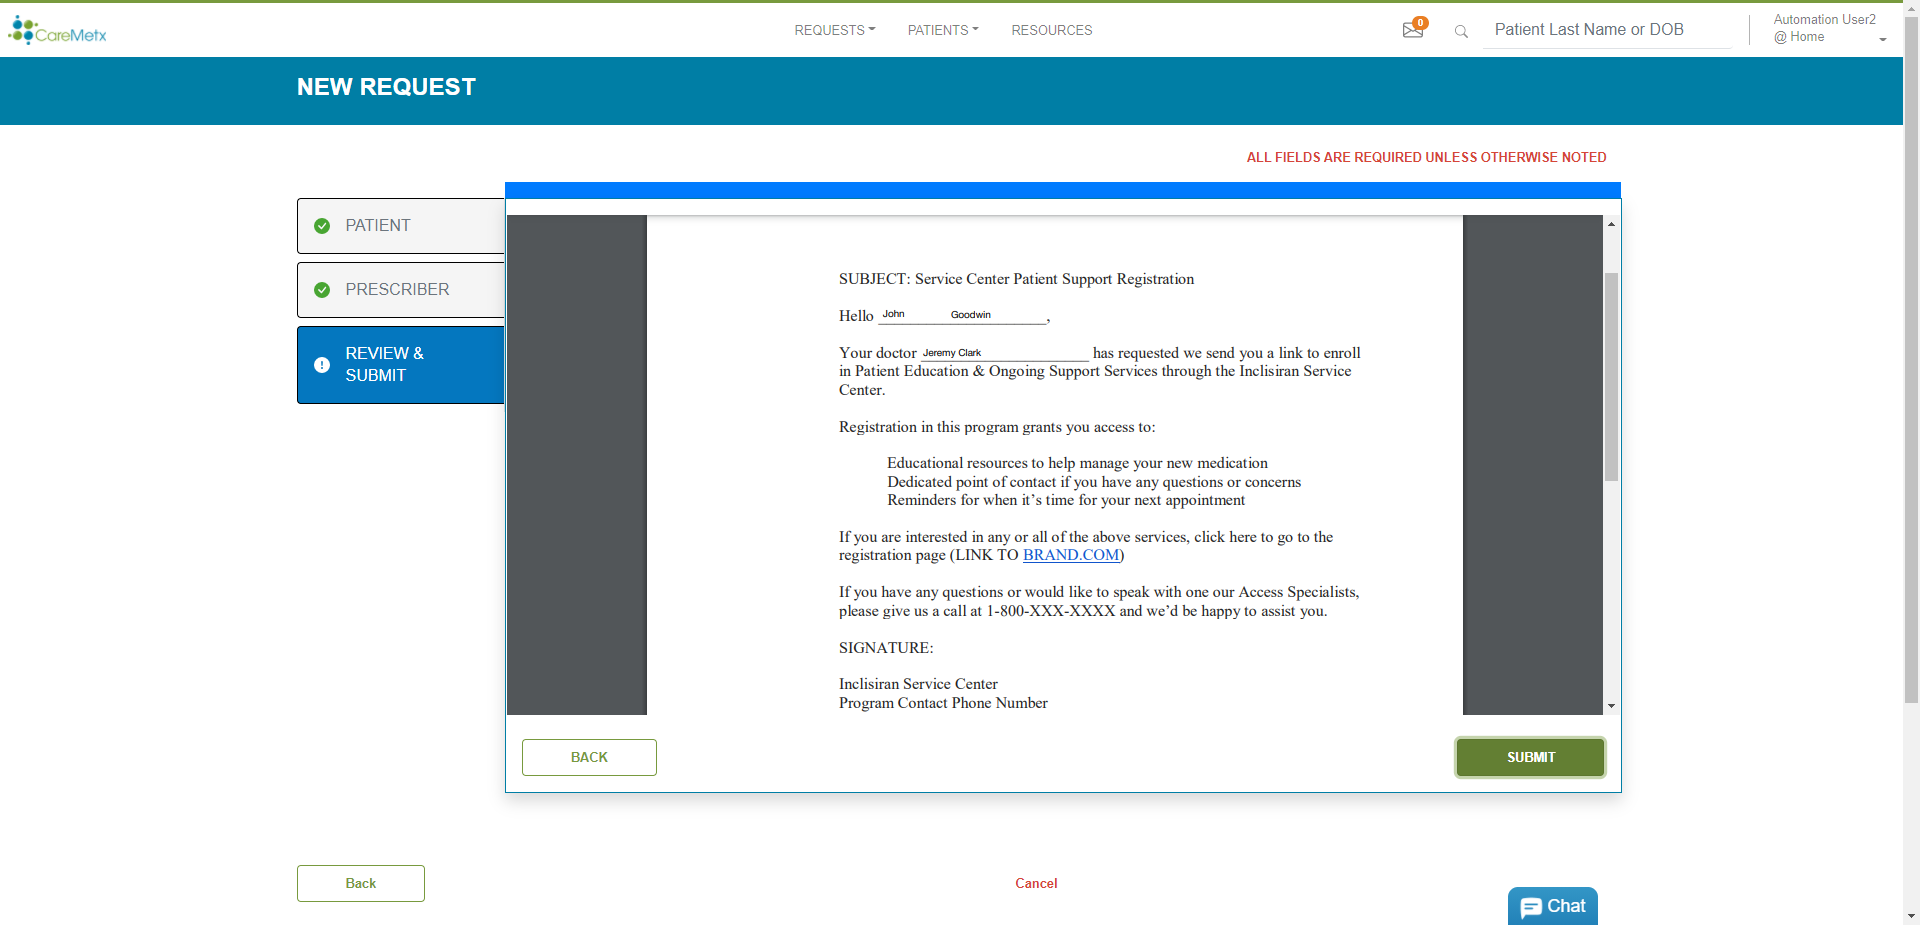 CareMetx
REQUESTS
PATIENTS
RESOURCES
0
Patient Last Name or DOB
Automation User2
@ Home
NEW REQUEST
ALL FIELDS ARE REQUIRED UNLESS OTHERWISE NOTED
PATIENT
PRESCRIBER
REVIEW &
SUBMIT
SUBJECT: Service Center Patient Support Registration
Hello John Goodwin,
Your doctor Jeremy Clark has requested we send you a link to enroll
in Patient Education & Ongoing Support Services through the Inclisiran Service
Center.
Registration in this program grants you access to:
Educational resources to help manage your new medication
Dedicated point of contact if you have any questions or concerns
Reminders for when it's time for your next appointment
If you are interested in any or all of the above services, click here to go to the
registration page (LINK TO BRAND.COM)
If you have any questions or would like to speak with one our Access Specialists,
please give us a call at 1-800-XXX-XXXX and we'd be happy to assist you.
SIGNATURE:
Inclisiran Service Center
Program Contact Phone Number
BACK
SUBMIT
Back
Cancel
Chat